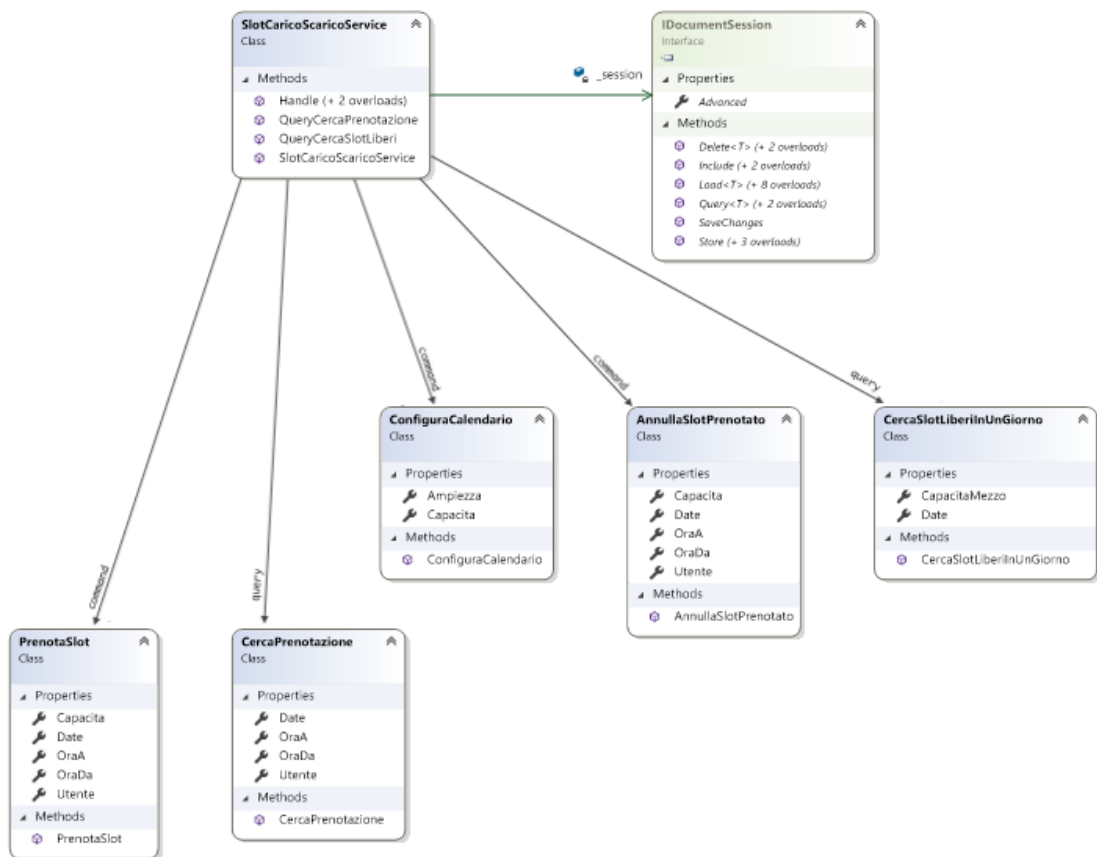 SlotCaricoScaricoService
Class
Methods
Handle (+ 2 overloads)
QueryCercaPrenotazione
QueryCercaSlotLiberi
SlotCaricoScaricoService
_session
IDocumentSession
Interface
Properties
Advanced
Methods
Delete<T> (+ 2 overloads)
Include (+ 2 overloads)
Load<T> (+ 8 overloads)
Query<T> (+ 2 overloads)
SaveChanges
Store (+ 3 overloads)
command
command
query
ConfiguraCalendario
Class
Properties
Ampiezza
Capacita
Methods
ConfiguraCalendario
AnnullaSlotPrenotato
Class
Properties
Capacita
Date
OraA
OraDa
Utente
Methods
AnnullaSlotPrenotato
CercaSlotLiberiInUnGiorno
Class
Properties
CapacitaMezzo
Date
Methods
CercaSlotLiberiInUnGiorno
command
query
PrenotaSlot
Class
Properties
Capacita
Date
OraA
OraDa
Utente
Methods
PrenotaSlot
CercaPrenotazione
Class
Properties
Date
OraA
OraDa
Utente
Methods
CercaPrenotazione